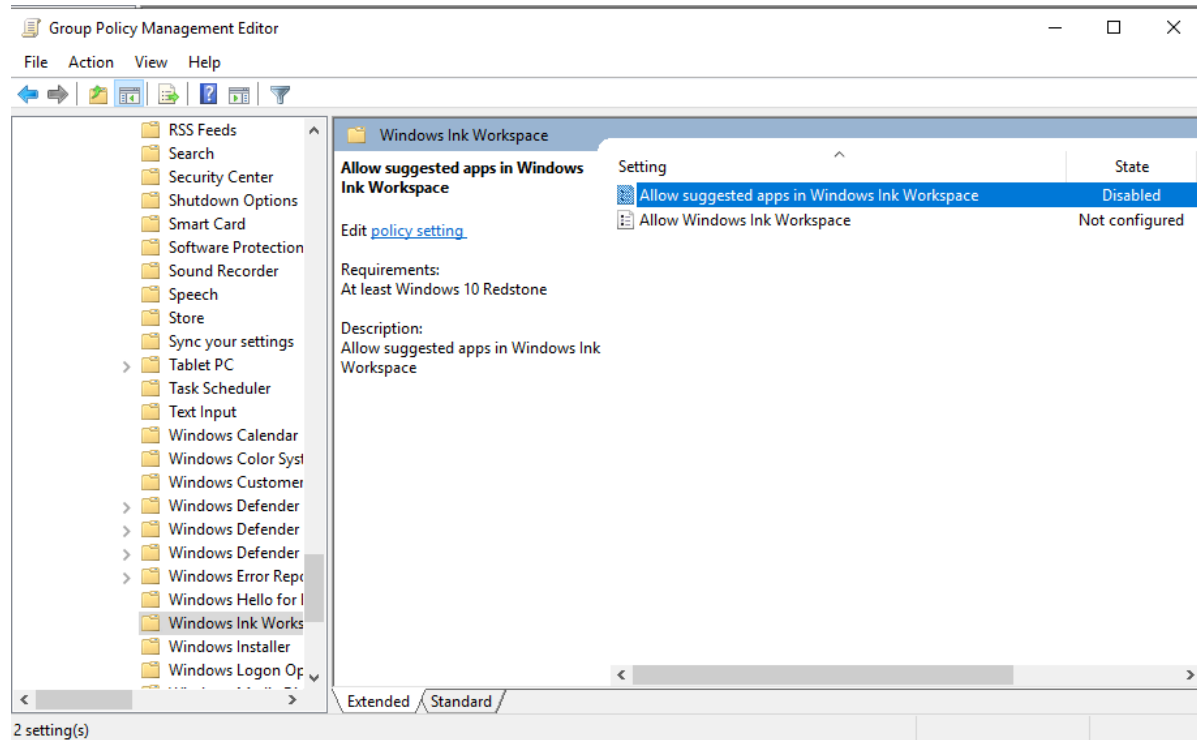 Group Policy Management Editor
File Action View Help
RSS Feeds
Search
Security Center
Shutdown Options
Smart Card
Software Protection
Sound Recorder
Speech
Store
Sync your settings
Tablet PC
Task Scheduler
Text Input
Windows Calendar
Windows Color Syst
Windows Customer
Windows Defender
Windows Defender
Windows Defender
Windows Error Repo
Windows Hello for
Windows Ink Works
Windows Installer
Windows Logon Op
Windows Ink Workspace
Allow suggested apps in Windows
Ink Workspace
Edit policy setting
Requirements:
At least Windows 10 Redstone
Description:
Allow suggested apps in Windows Ink
Workspace
Setting State
Allow suggested apps in Windows Ink Workspace Disabled
Allow Windows Ink Workspace Not configured
Extended Standard
2 setting(s)